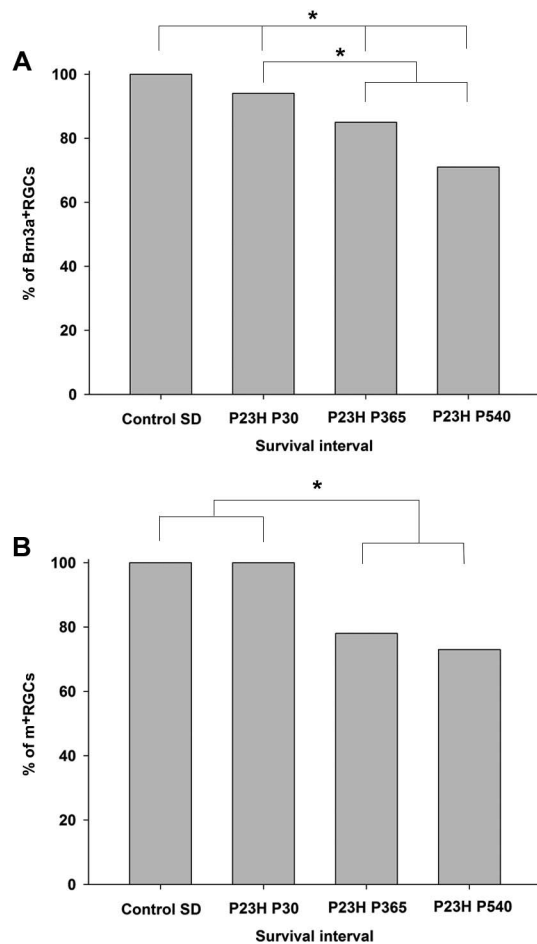 *
A
*
100
80
60
40
20
0
% of Brn3a+RGCs
Control SD P23H P30 P23H P365 P23H P540
Survival interval
*
B
100
80
60
40
20
0
% of m+RGCs
Control SD P23H P30 P23H P365 P23H P540
Survival interval